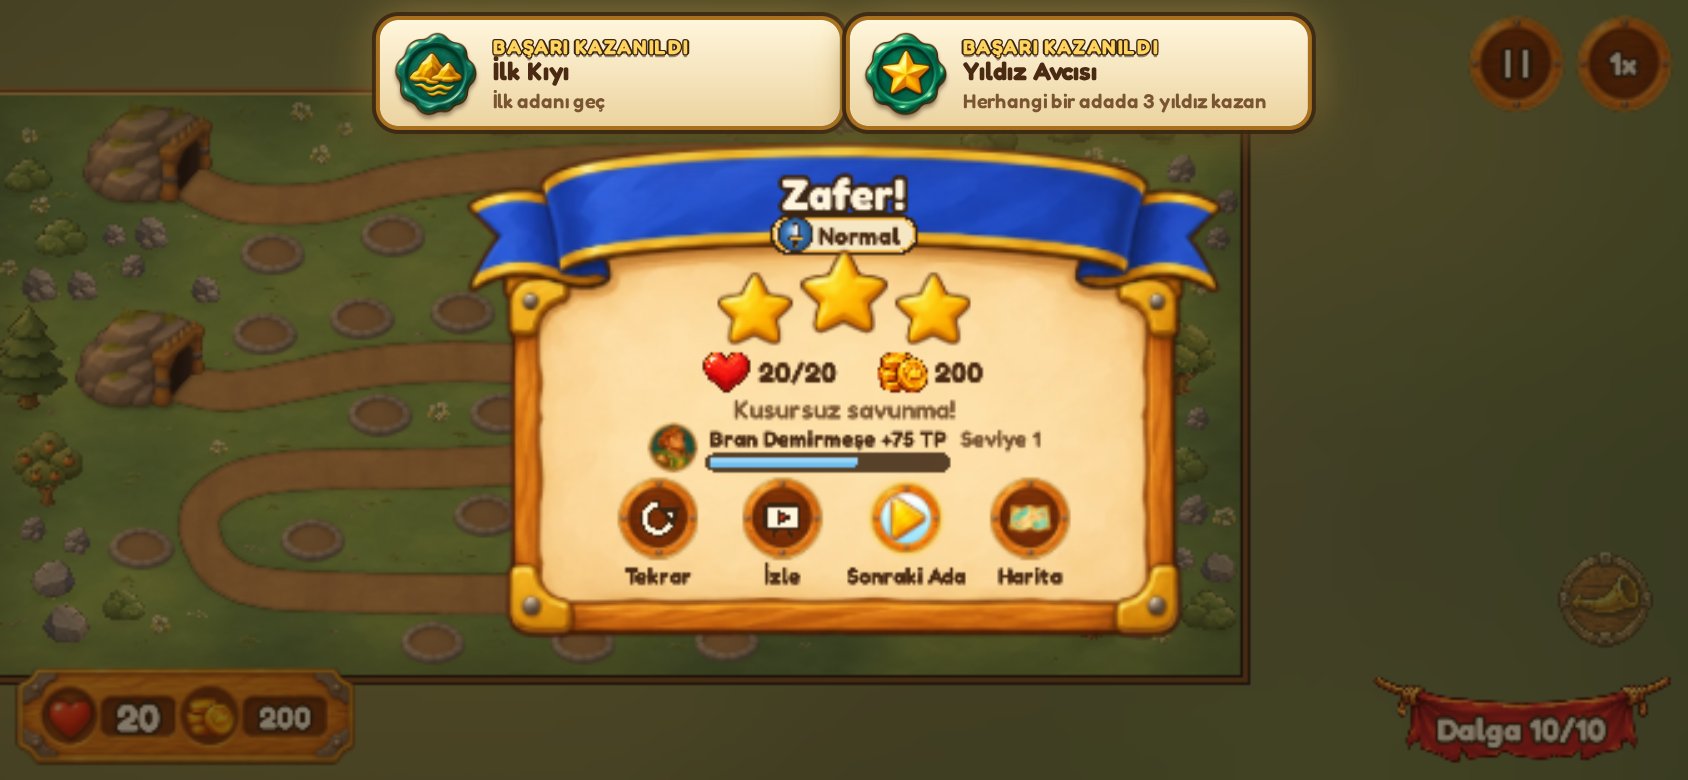 BAŞARI KAZANILDI
İlk Kıyı
İlk adanı geç
BAŞARI KAZANILDI
Yıldız Avcısı
Herhangi bir adada 3 yıldız kazan
1x
Zafer!
Normal
20/20 200
Kusursuz savunma!
Bran Demirmeşe +75 TP Seviye 1
Tekrar İzle Sonraki Ada Harita
20 200
Dalga 10/10